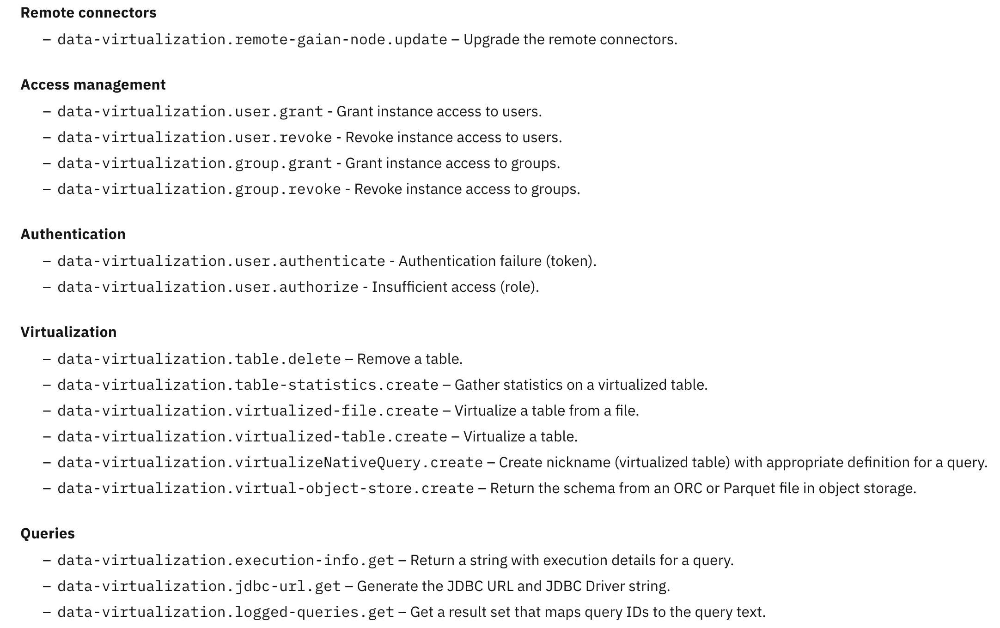 Remote connectors
– data-virtualization.remote-gaian-node.update – Upgrade the remote connectors.
Access management
– data-virtualization.user.grant - Grant instance access to users.
– data-virtualization.user.revoke - Revoke instance access to users.
– data-virtualization.group.grant - Grant instance access to groups.
– data-virtualization.group.revoke - Revoke instance access to groups.
Authentication
– data-virtualization.user.authenticate - Authentication failure (token).
– data-virtualization.user.authorize - Insufficient access (role).
Virtualization
– data-virtualization.table.delete – Remove a table.
– data-virtualization.table-statistics.create – Gather statistics on a virtualized table.
– data-virtualization.virtualized-file.create – Virtualize a table from a file.
– data-virtualization.virtualized-table.create – Virtualize a table.
– data-virtualization.virtualizeNativeQuery.create – Create nickname (virtualized table) with appropriate definition for a query.
– data-virtualization.virtual-object-store.create – Return the schema from an ORC or Parquet file in object storage.
Queries
– data-virtualization.execution-info.get – Return a string with execution details for a query.
– data-virtualization.jdbc-url.get – Generate the JDBC URL and JDBC Driver string.
– data-virtualization.logged-queries.get – Get a result set that maps query IDs to the query text.